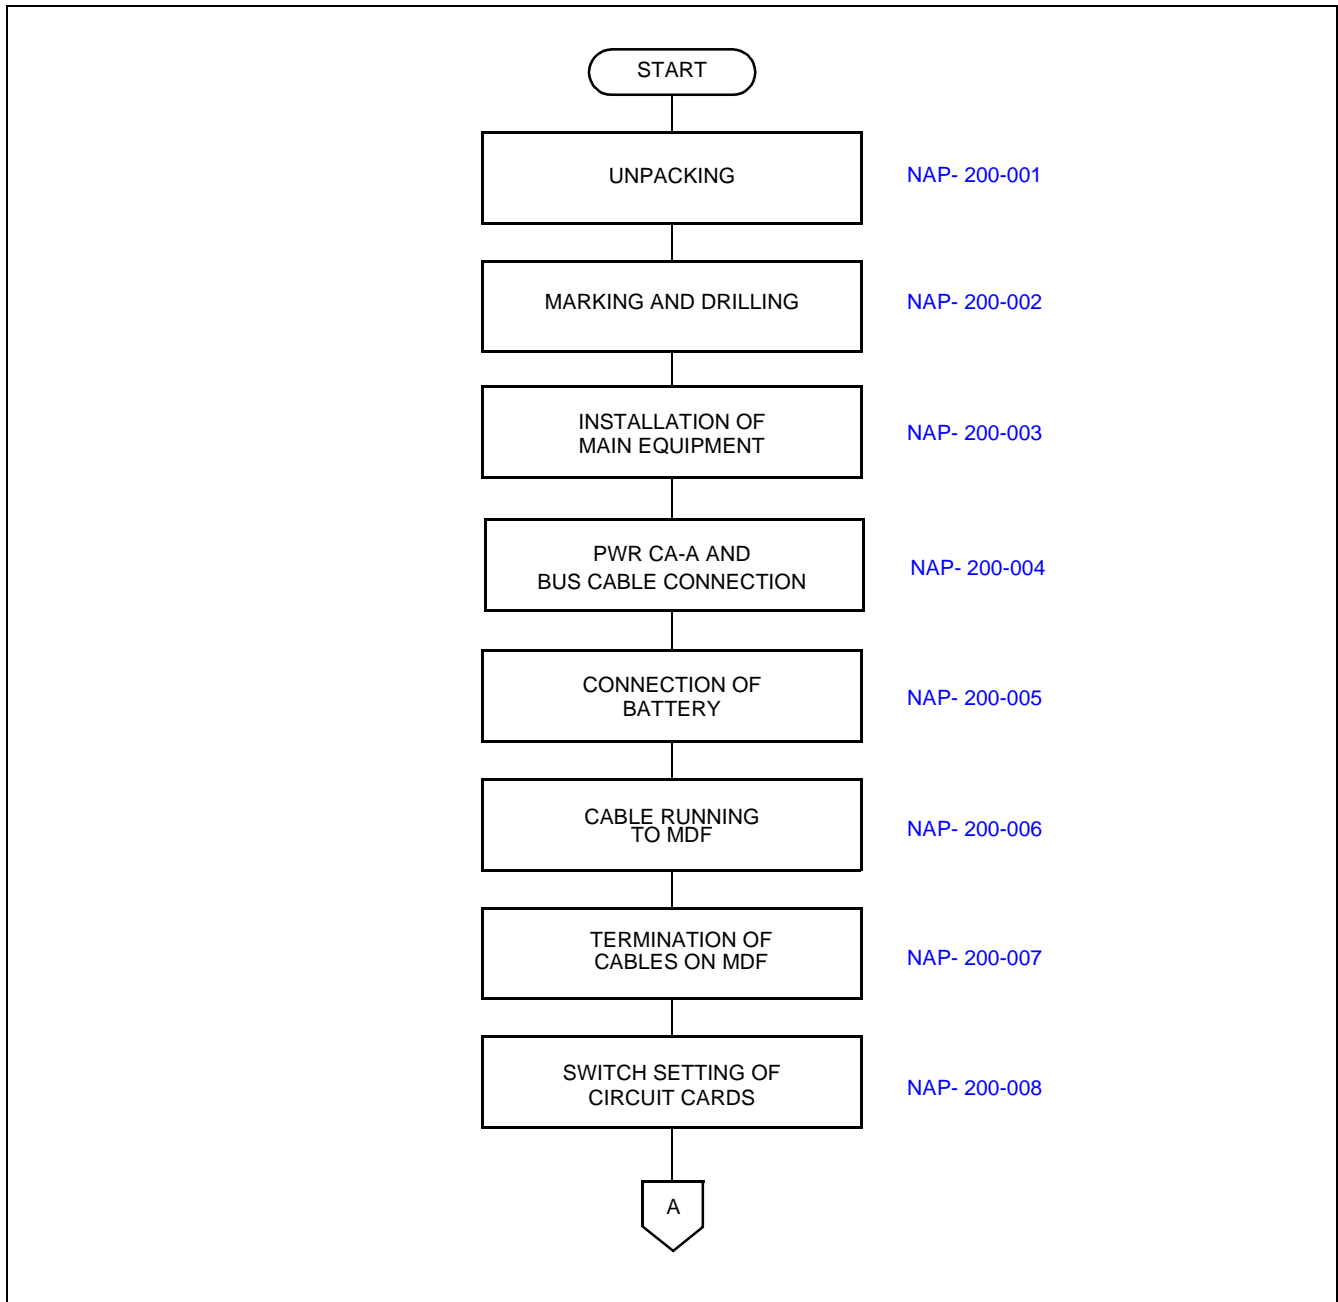 START
UNPACKING
NAP- 200-001
MARKING AND DRILLING
NAP- 200-002
INSTALLATION OF
MAIN EQUIPMENT
NAP- 200-003
PWR CA-A AND
BUS CABLE CONNECTION
NAP- 200-004
CONNECTION OF
BATTERY
NAP- 200-005
CABLE RUNNING
TO MDF
NAP- 200-006
TERMINATION OF
CABLES ON MDF
NAP- 200-007
SWITCH SETTING OF
CIRCUIT CARDS
NAP- 200-008
A